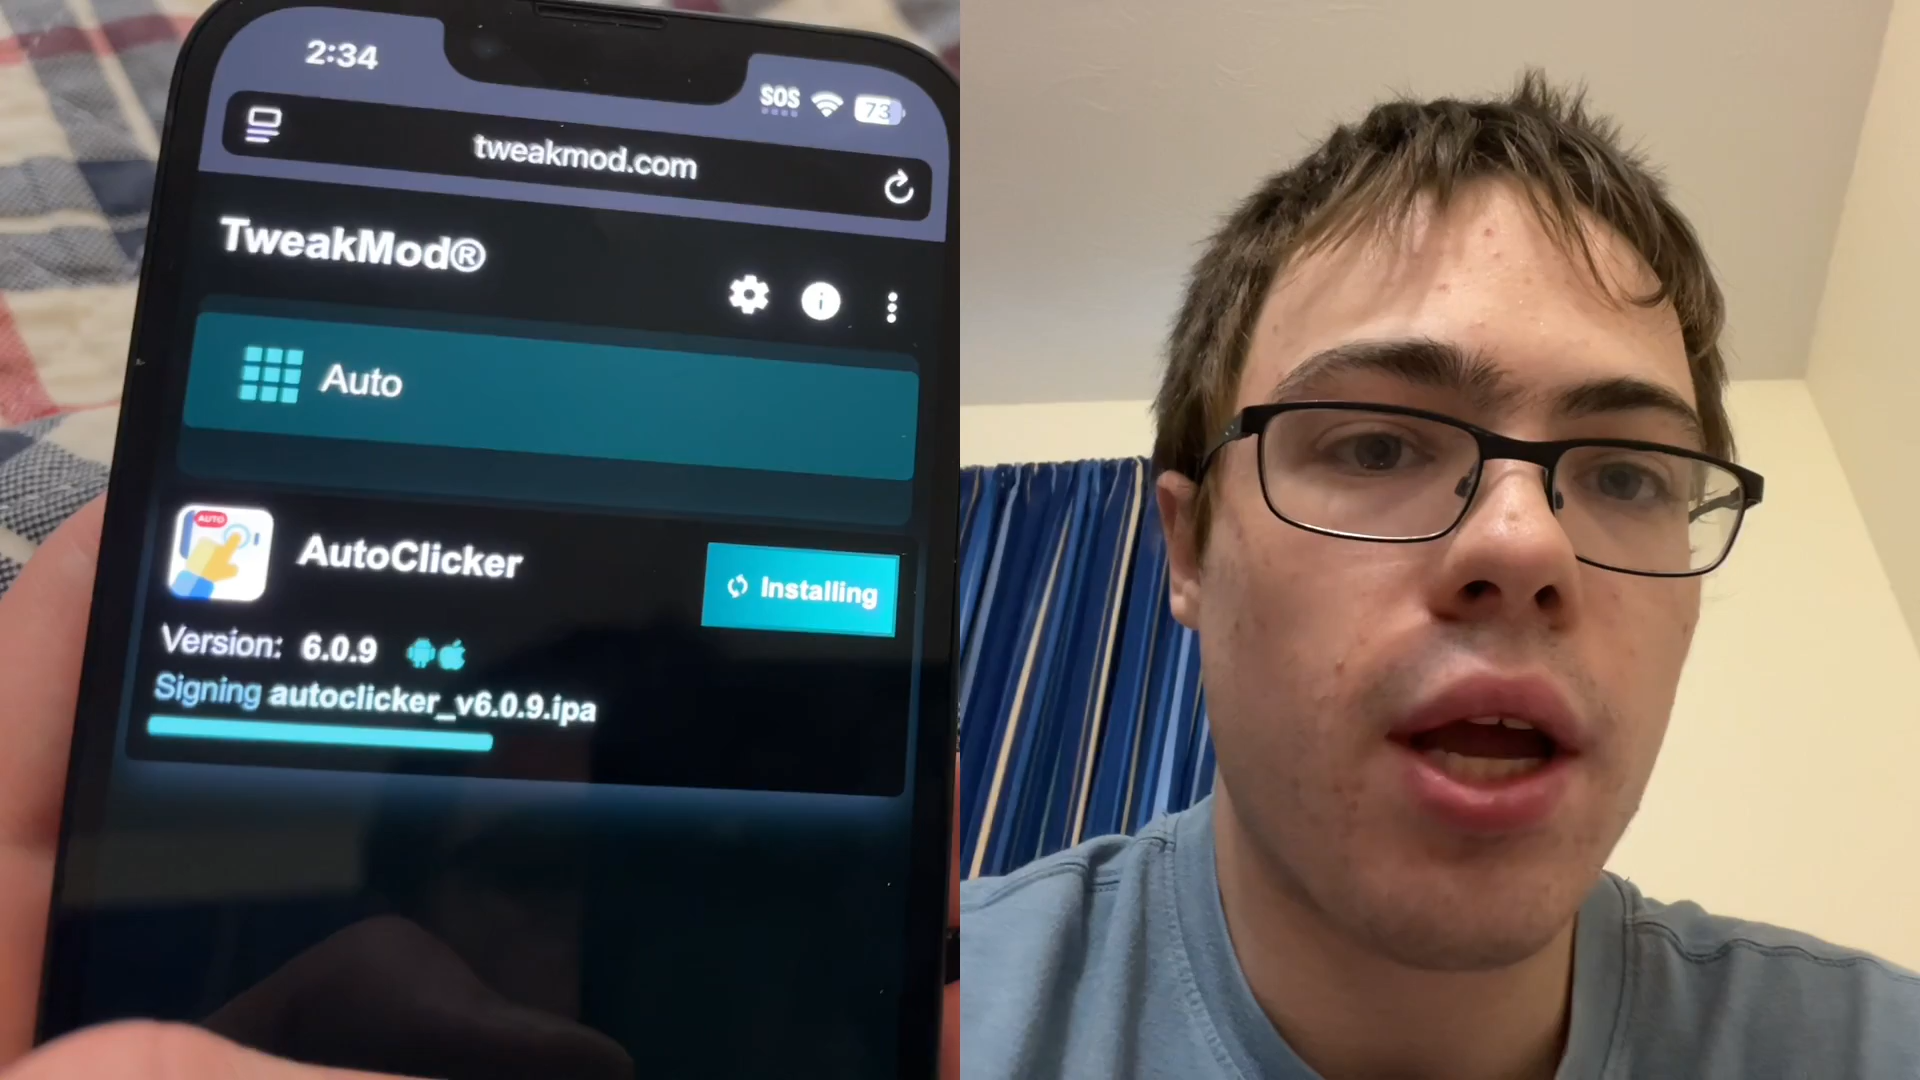 2:34
SOS
73
tweakmod.com
TweakMod®
Auto
AUTO
AutoClicker
Installing
Version: 6.0.9
Signing autoclicker_v6.0.9.ipa